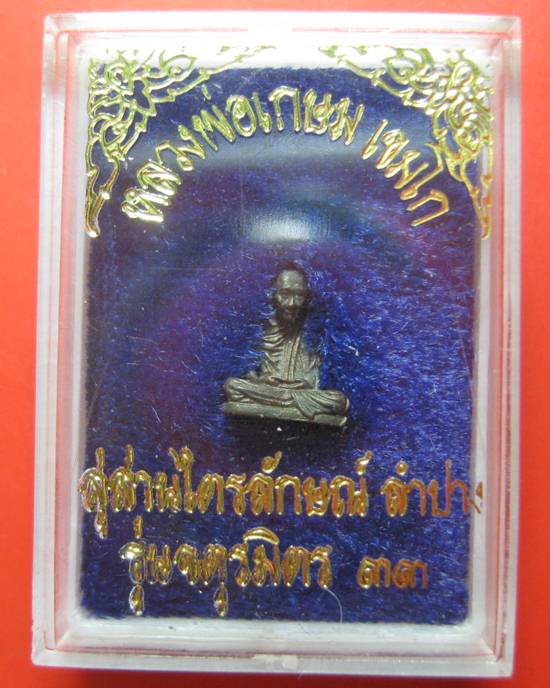 หลวงพ่อเกษม เขมโก
สุสานไตรลักษณ์ ลำปาง
รุ่นจตุรมิตร ๓๓